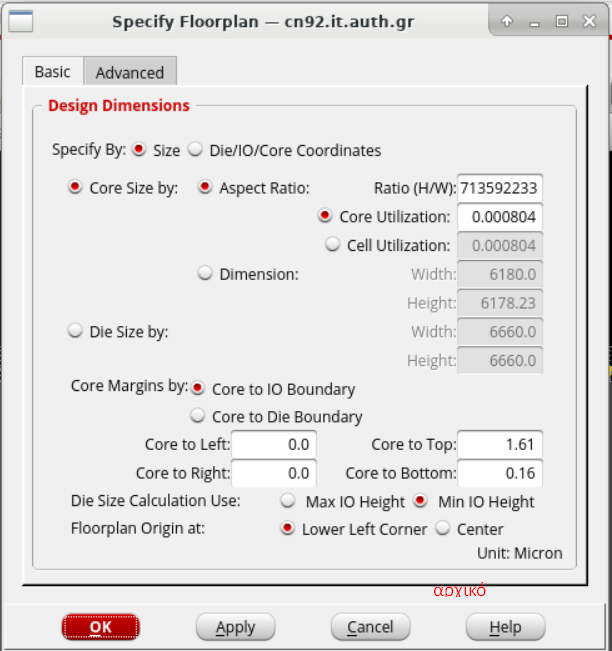 Specify Floorplan — cn92.it.auth.gr
Basic Advanced
Design Dimensions
Specify By: Size Die/IO/Core Coordinates
Core Size by: Aspect Ratio: Ratio (H/W): 713592233
Core Utilization: 0.000804
Cell Utilization: 0.000804
Dimension: Width: 6180.0
Height: 6178.23
Die Size by: Width: 6660.0
Height: 6660.0
Core Margins by: Core to IO Boundary
Core to Die Boundary
Core to Left: 0.0 Core to Top: 1.61
Core to Right: 0.0 Core to Bottom: 0.16
Die Size Calculation Use: Max IO Height Min IO Height
Floorplan Origin at: Lower Left Corner Center
Unit: Micron
αρχικό
OK Apply Cancel Help